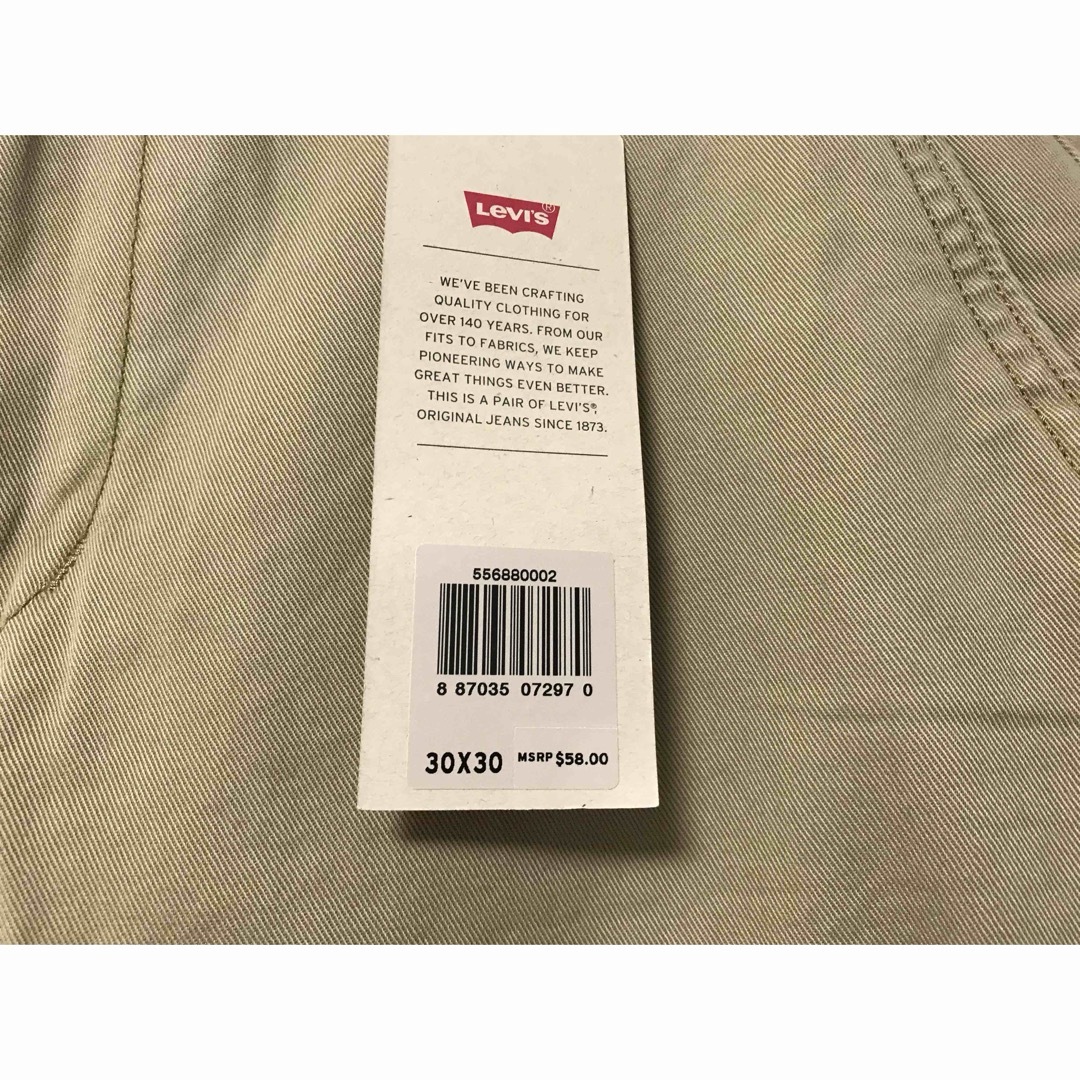 LEVI'S®
WE'VE BEEN CRAFTING
QUALITY CLOTHING FOR
OVER 140 YEARS. FROM OUR
FITS TO FABRICS, WE KEEP
PIONEERING WAYS TO MAKE
GREAT THINGS EVEN BETTER.
THIS IS A PAIR OF LEVI'S®,
ORIGINAL JEANS SINCE 1873.
556880002
8 87035 07297 0
30X30 MSRP $58.00